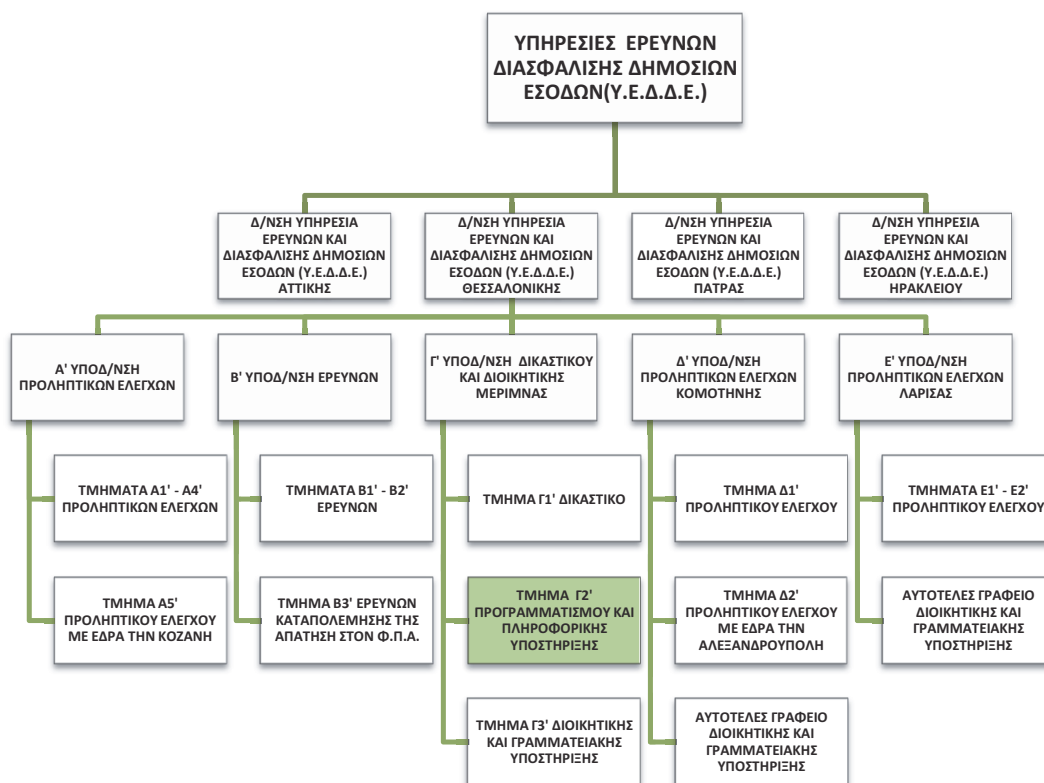 ΥΠΗΡΕΣΙΕΣ ΕΡΕΥΝΩΝ
ΔΙΑΣΦΑΛΙΣΗΣ ΔΗΜΟΣΙΩΝ
ΕΣΟΔΩΝ(Υ.Ε.Δ.Δ.Ε.)
Δ/ΝΣΗ ΥΠΗΡΕΣΙΑ
ΕΡΕΥΝΩΝ ΚΑΙ
ΔΙΑΣΦΑΛΙΣΗΣ ΔΗΜΟΣΙΩΝ
ΕΣΟΔΩΝ (Υ.Ε.Δ.Δ.Ε.)
ΑΤΤΙΚΗΣ
Δ/ΝΣΗ ΥΠΗΡΕΣΙΑ
ΕΡΕΥΝΩΝ ΚΑΙ
ΔΙΑΣΦΑΛΙΣΗΣ ΔΗΜΟΣΙΩΝ
ΕΣΟΔΩΝ (Υ.Ε.Δ.Δ.Ε.)
ΘΕΣΣΑΛΟΝΙΚΗΣ
Δ/ΝΣΗ ΥΠΗΡΕΣΙΑ
ΕΡΕΥΝΩΝ ΚΑΙ
ΔΙΑΣΦΑΛΙΣΗΣ ΔΗΜΟΣΙΩΝ
ΕΣΟΔΩΝ (Υ.Ε.Δ.Δ.Ε.)
ΠΑΤΡΑΣ
Δ/ΝΣΗ ΥΠΗΡΕΣΙΑ
ΕΡΕΥΝΩΝ ΚΑΙ
ΔΙΑΣΦΑΛΙΣΗΣ ΔΗΜΟΣΙΩΝ
ΕΣΟΔΩΝ (Υ.Ε.Δ.Δ.Ε.)
ΗΡΑΚΛΕΙΟΥ
Α' ΥΠΟΔ/ΝΣΗ
ΠΡΟΛΗΠΤΙΚΩΝ ΕΛΕΓΧΩΝ
Β' ΥΠΟΔ/ΝΣΗ ΕΡΕΥΝΩΝ
Γ' ΥΠΟΔ/ΝΣΗ ΔΙΚΑΣΤΙΚΟΥ
ΚΑΙ ΔΙΟΙΚΗΤΙΚΗΣ
ΜΕΡΙΜΝΑΣ
Δ' ΥΠΟΔ/ΝΣΗ
ΠΡΟΛΗΠΤΙΚΩΝ ΕΛΕΓΧΩΝ
ΚΟΜΟΤΗΝΗΣ
Ε' ΥΠΟΔ/ΝΣΗ
ΠΡΟΛΗΠΤΙΚΩΝ ΕΛΕΓΧΩΝ
ΛΑΡΙΣΑΣ
ΤΜΗΜΑΤΑ Α1' - Α4'
ΠΡΟΛΗΠΤΙΚΩΝ ΕΛΕΓΧΩΝ
ΤΜΗΜΑΤΑ Β1' - Β2'
ΕΡΕΥΝΩΝ
ΤΜΗΜΑ Γ1' ΔΙΚΑΣΤΙΚΟ
ΤΜΗΜΑ Δ1'
ΠΡΟΛΗΠΤΙΚΟΥ ΕΛΕΓΧΟΥ
ΤΜΗΜΑΤΑ Ε1' - Ε2'
ΠΡΟΛΗΠΤΙΚΟΥ ΕΛΕΓΧΟΥ
ΤΜΗΜΑ Α5'
ΠΡΟΛΗΠΤΙΚΟΥ ΕΛΕΓΧΟΥ
ΜΕ ΕΔΡΑ ΤΗΝ ΚΟΖΑΝΗ
ΤΜΗΜΑ Β3' ΕΡΕΥΝΩΝ
ΚΑΤΑΠΟΛΕΜΗΣΗΣ ΤΗΣ
ΑΠΑΤΗΣΗ ΣΤΟΝ Φ.Π.Α.
ΤΜΗΜΑ Γ2'
ΠΡΟΓΡΑΜΜΑΤΙΣΜΟΥ ΚΑΙ
ΠΛΗΡΟΦΟΡΙΚΗΣ
ΥΠΟΣΤΗΡΙΞΗΣ
ΤΜΗΜΑ Δ2'
ΠΡΟΛΗΠΤΙΚΟΥ ΕΛΕΓΧΟΥ
ΜΕ ΕΔΡΑ ΤΗΝ
ΑΛΕΞΑΝΔΡΟΥΠΟΛΗ
ΑΥΤΟΤΕΛΕΣ ΓΡΑΦΕΙΟ
ΔΙΟΙΚΗΤΙΚΗΣ ΚΑΙ
ΓΡΑΜΜΑΤΕΙΑΚΗΣ
ΥΠΟΣΤΗΡΙΞΗΣ
ΤΜΗΜΑ Γ3' ΔΙΟΙΚΗΤΙΚΗΣ
ΚΑΙ ΓΡΑΜΜΑΤΕΙΑΚΗΣ
ΥΠΟΣΤΗΡΙΞΗΣ
ΑΥΤΟΤΕΛΕΣ ΓΡΑΦΕΙΟ
ΔΙΟΙΚΗΤΙΚΗΣ ΚΑΙ
ΓΡΑΜΜΑΤΕΙΑΚΗΣ
ΥΠΟΣΤΗΡΙΞΗΣ